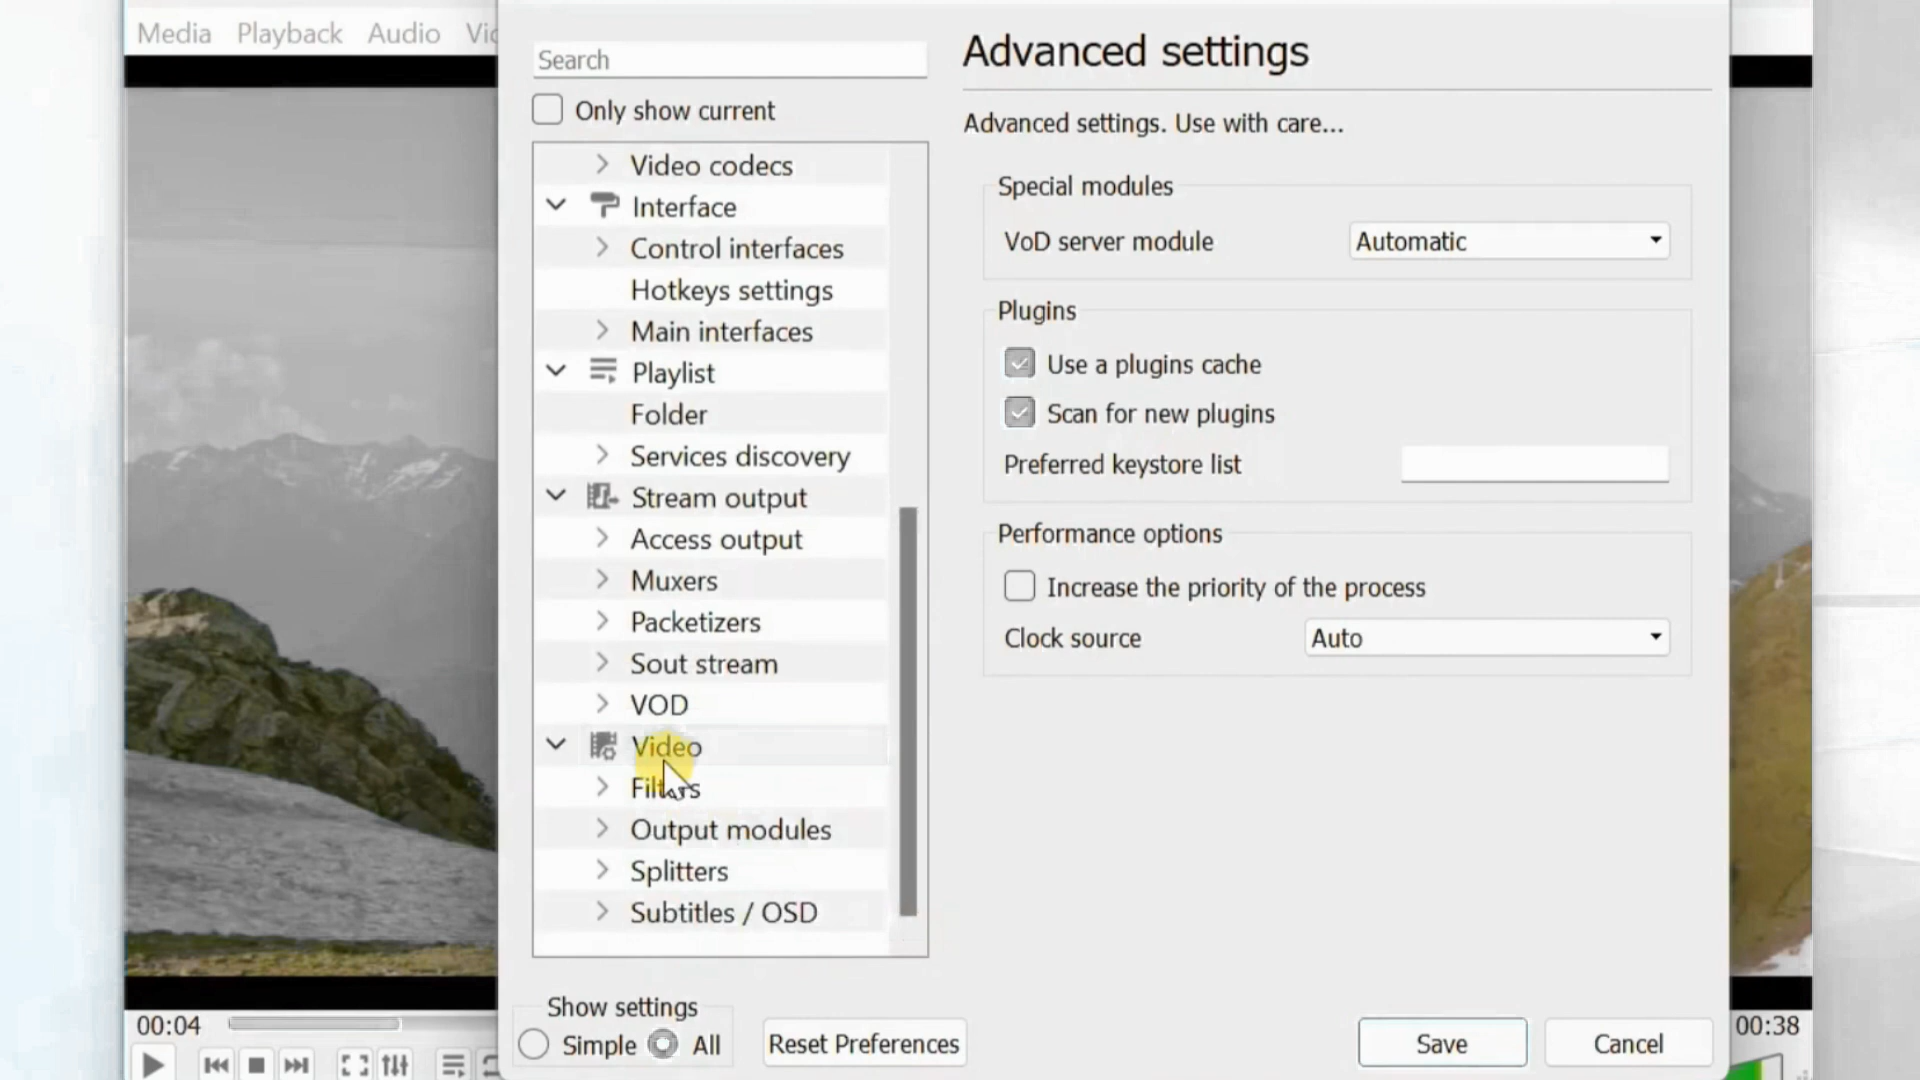 Media Playback Audio Vid
Search
Only show current
Video codecs
Interface
Control interfaces
Hotkeys settings
Main interfaces
Playlist
Folder
Services discovery
Stream output
Access output
Muxers
Packetizers
Sout stream
VOD
Video
Filters
Output modules
Splitters
Subtitles / OSD
Show settings
Simple All
Reset Preferences
Advanced settings
Advanced settings. Use with care...
Special modules
VoD server module Automatic
Plugins
Use a plugins cache
Scan for new plugins
Preferred keystore list
Performance options
Increase the priority of the process
Clock source Auto
Save Cancel
00:04
00:38